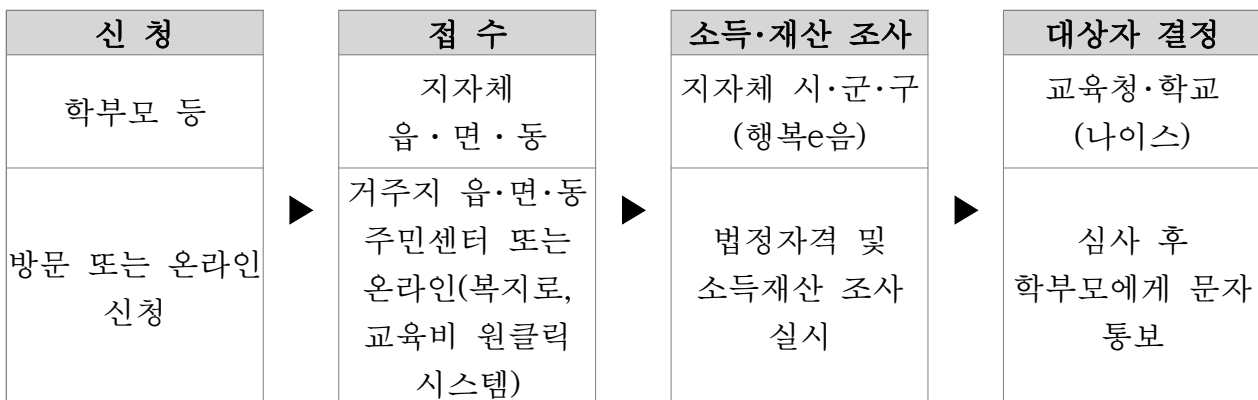 신 청
학부모 등
방문 또는 온라인
신청
▶
접 수
지자체
읍 · 면 · 동
거주지 읍·면·동
주민센터 또는
온라인(복지로,
교육비 원클릭
시스템)
▶
소득·재산 조사
지자체 시·군·구
(행복e음)
법정자격 및
소득재산 조사
실시
▶
대상자 결정
교육청·학교
(나이스)
심사 후
학부모에게 문자
통보